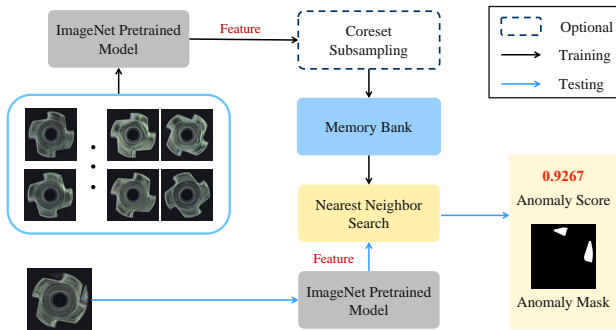 ImageNet Pretrained
Model
Feature
Coreset
Subsampling
Optional
Training
Testing
Memory Bank
Nearest Neighbor
Search
0.9267
Anomaly Score
Anomaly Mask
Feature
ImageNet Pretrained
Model